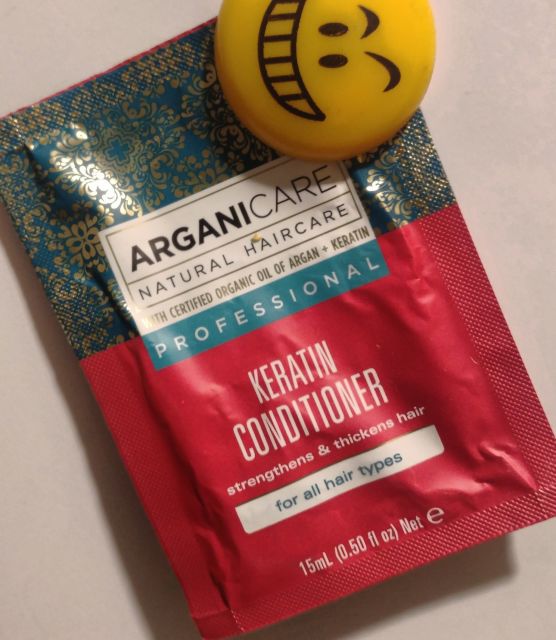 ARGANICARE
NATURAL HAIRCARE
WITH CERTIFIED ORGANIC OIL OF ARGAN + KERATIN
PROFESSIONAL
KERATIN
CONDITIONER
strengthens & thickens hair
for all hair types
15mL (0.50 fl oz) Net ℮